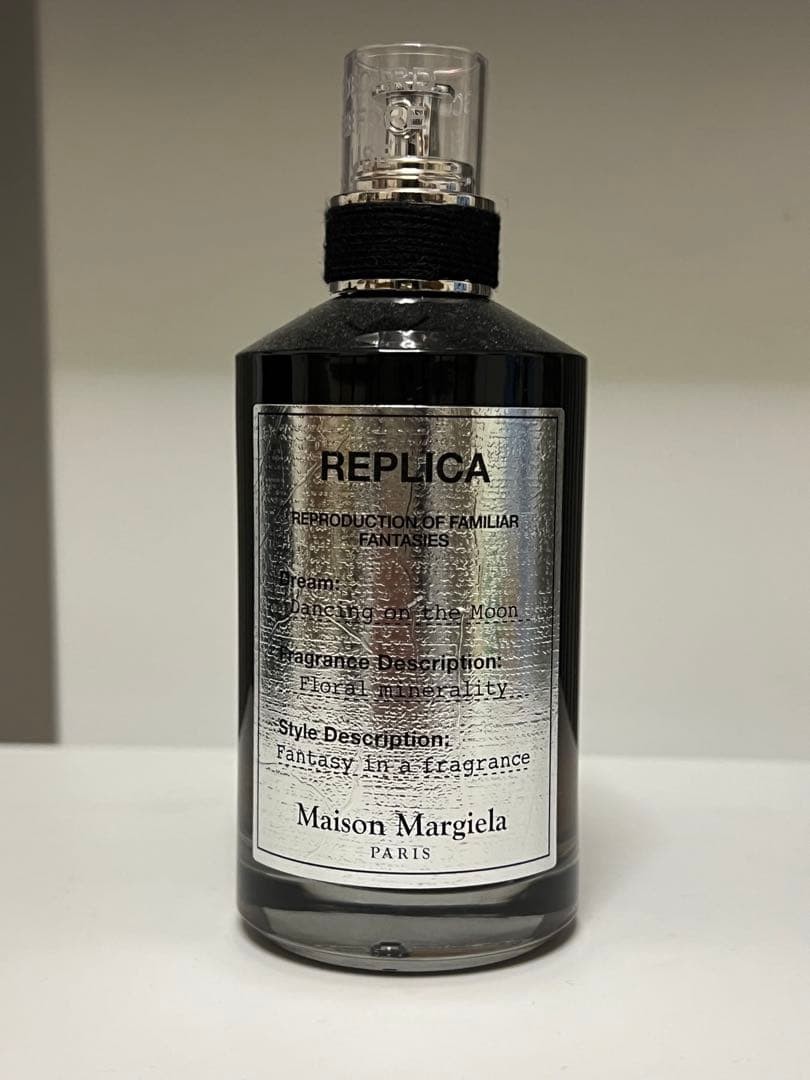 REPLICA
REPRODUCTION OF FAMILIAR
FANTASIES
Dream:
Dancing on the Moon
Fragrance Description:
Floral minerality
Style Description:
Fantasy in a fragrance
Maison Margiela
PARIS